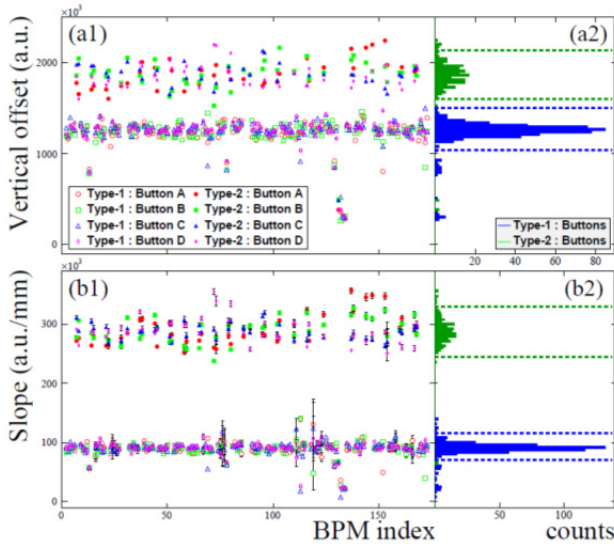 ×10³
(a1)
(a2)
Vertical offset (a.u.)
2000
1000
0
Type-1 : Button A
Type-2 : Button A
Type-1 : Button B
Type-2 : Button B
Type-1 : Button C
Type-2 : Button C
Type-1 : Button D
Type-2 : Button D
Type-1 : Buttons
Type-2 : Buttons
20 40 60 80
×10³
(b1)
(b2)
Slope (a.u./mm)
300
200
100
0
0 50 100 150
50 100
BPM index
counts